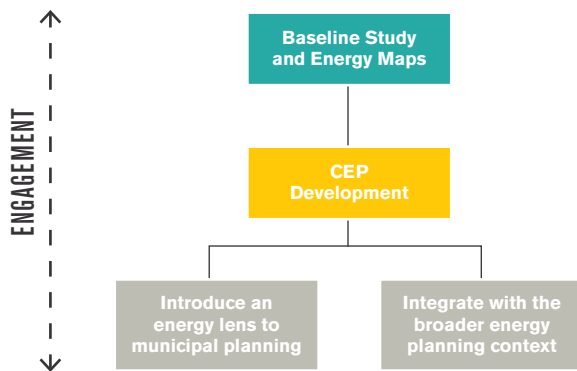 ENGAGEMENT
Baseline Study
and Energy Maps
CEP
Development
Introduce an
energy lens to
municipal planning
Integrate with the
broader energy
planning context